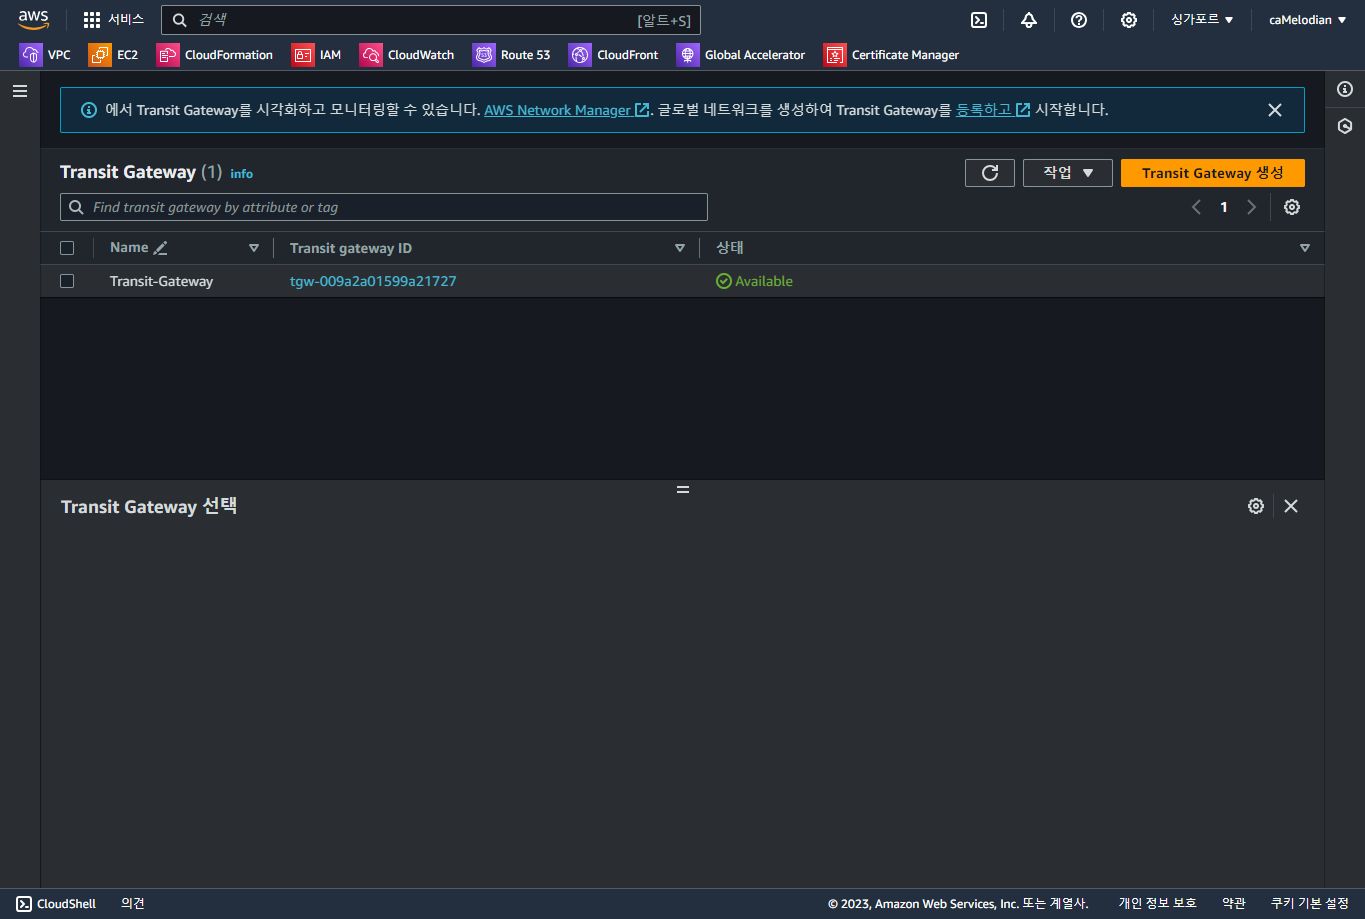 aws 서비스 검색 [알트+S] 싱가포르 caMelodian
VPC EC2 CloudFormation IAM CloudWatch Route 53 CloudFront Global Accelerator Certificate Manager
에서 Transit Gateway를 시각화하고 모니터링할 수 있습니다. AWS Network Manager. 글로벌 네트워크를 생성하여 Transit Gateway를 등록하고 시작합니다.
Transit Gateway (1) info 작업 Transit Gateway 생성
Find transit gateway by attribute or tag 1
Name Transit gateway ID 상태
Transit-Gateway tgw-009a2a01599a21727 Available
Transit Gateway 선택
CloudShell 의견 © 2023, Amazon Web Services, Inc. 또는 계열사. 개인 정보 보호 약관 쿠키 기본 설정